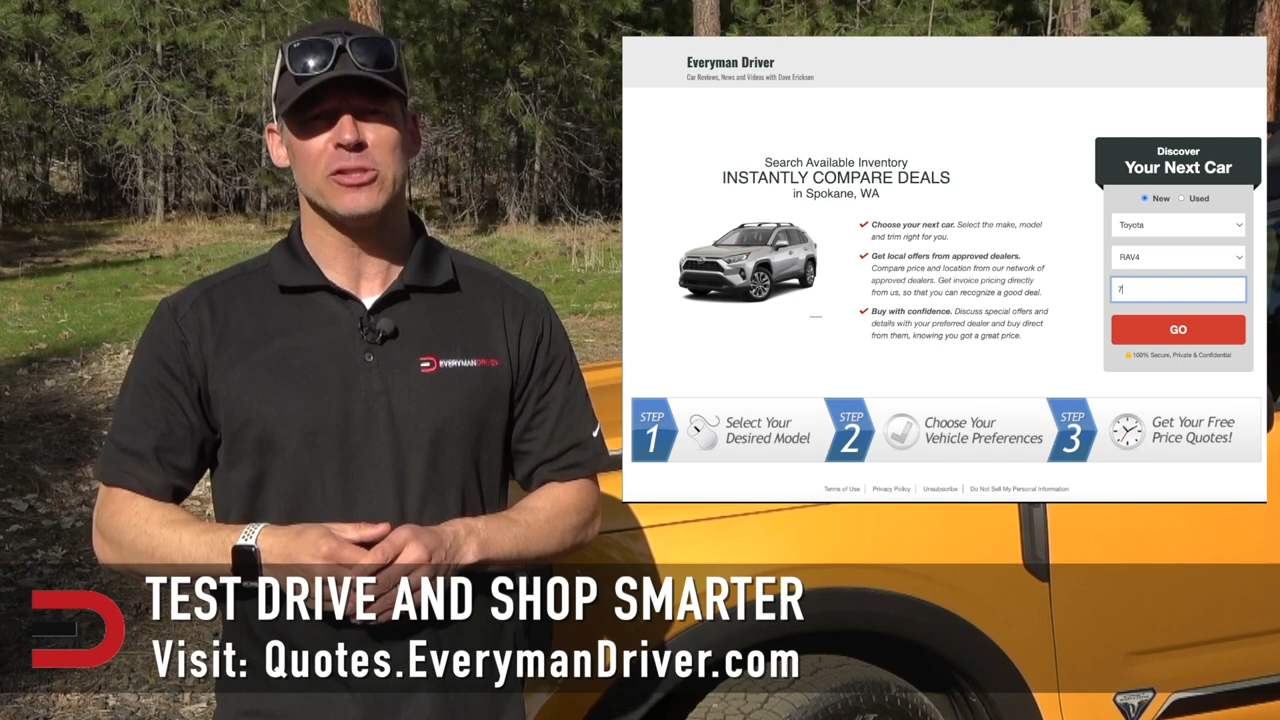 Everyman Driver
Car Reviews, News and Videos with Dave Erickson
Search Available Inventory
INSTANTLY COMPARE DEALS
in Spokane, WA
Choose your next car. Select the make, model
and trim right for you.
Get local offers from approved dealers.
Compare price and location from our network of
approved dealers. Get invoice pricing directly
from us, so that you can recognize a good deal.
Buy with confidence. Discuss special offers and
details with your preferred dealer and buy direct
from them, knowing you got a great price.
Discover
Your Next Car
New Used
Toyota
RAV4
7
GO
100% Secure, Private & Confidential
STEP
1
Select Your
Desired Model
STEP
2
Choose Your
Vehicle Preferences
STEP
3
Get Your Free
Price Quotes!
Terms of Use | Privacy Policy | Unsubscribe | Do Not Sell My Personal Information
EVERYMANDRIVER
TEST DRIVE AND SHOP SMARTER
Visit: Quotes.EverymanDriver.com